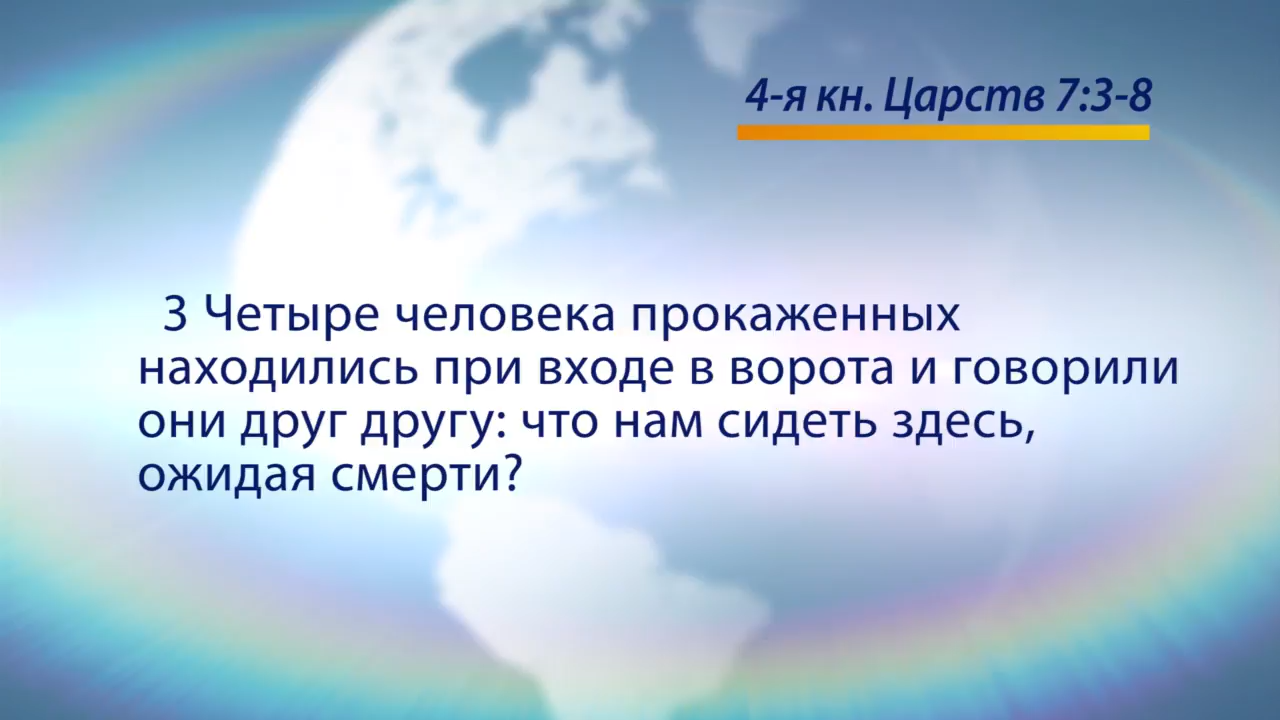 4-я кн. Царств 7:3-8
3 Четыре человека прокаженных
находились при входе в ворота и говорили
они друг другу: что нам сидеть здесь,
ожидая смерти?